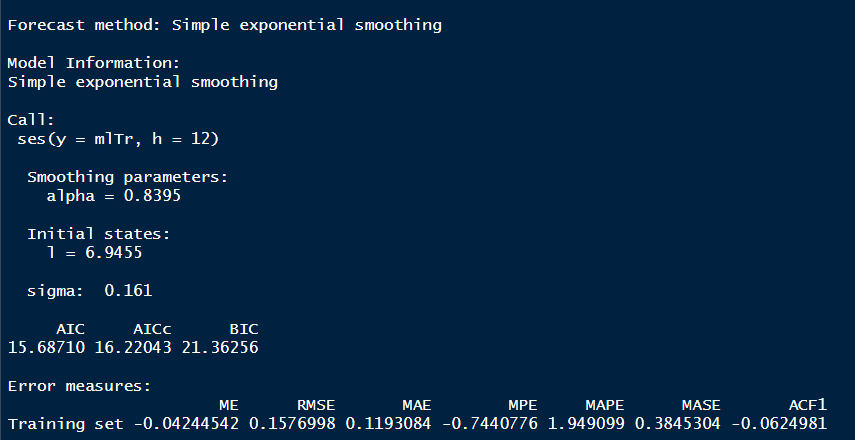 Forecast method: Simple exponential smoothing
Model Information:
Simple exponential smoothing
Call:
ses(y = mlTr, h = 12)
Smoothing parameters:
alpha = 0.8395
Initial states:
l = 6.9455
sigma: 0.161
AIC AICc BIC
15.68710 16.22043 21.36256
Error measures:
ME RMSE MAE MPE MAPE MASE ACF1
Training set -0.04244542 0.1576998 0.1193084 -0.7440776 1.949099 0.3845304 -0.0624981